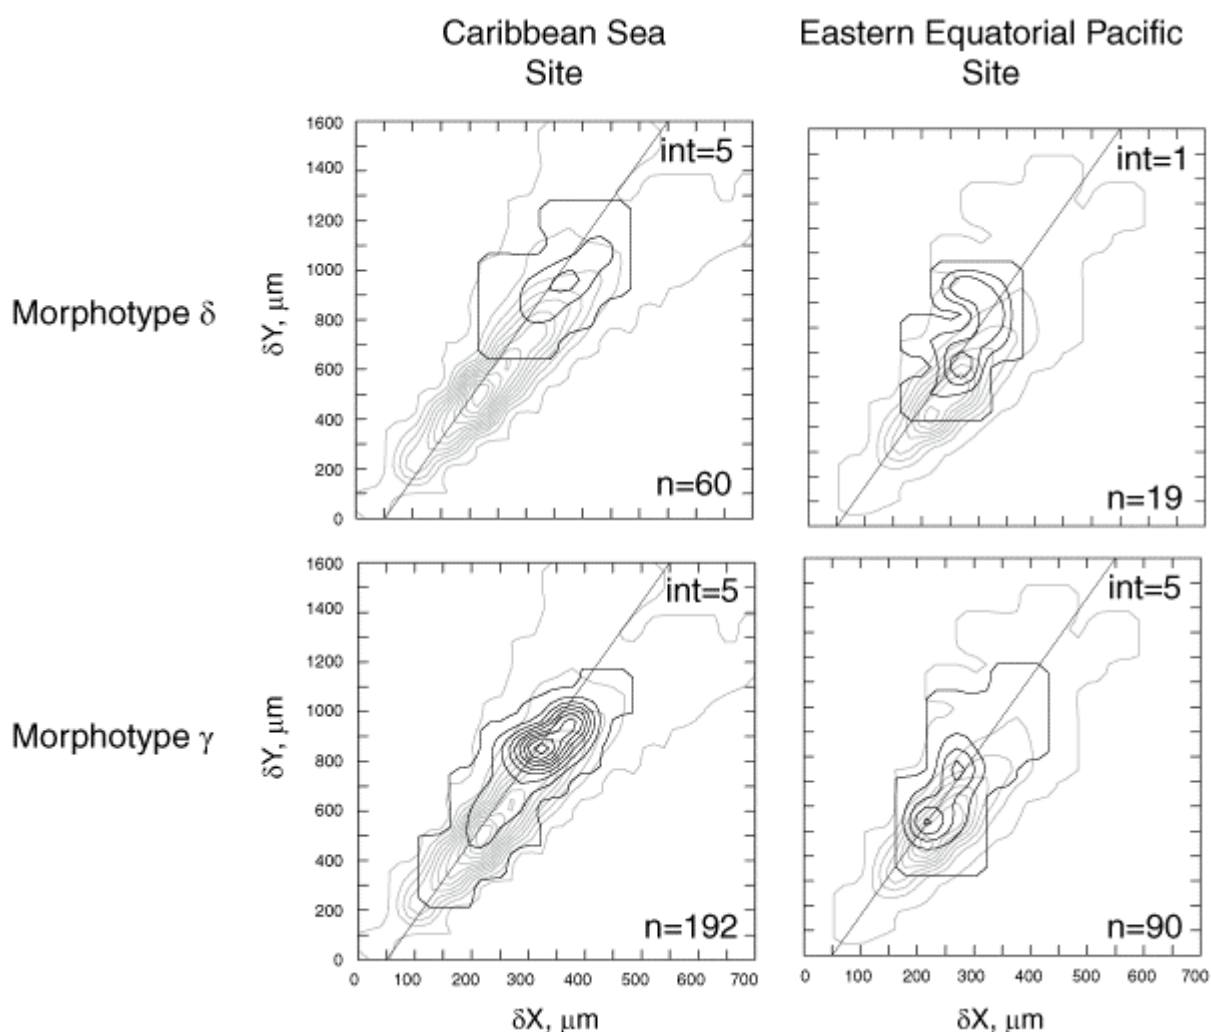 Caribbean Sea Site
Eastern Equatorial Pacific Site
Morphotype δ
δY, μm
1600
1400
1200
1000
800
600
400
200
0
int=5
n=60
int=1
n=19
Morphotype γ
δY, μm
1600
1400
1200
1000
800
600
400
200
0
int=5
n=192
0 100 200 300 400 500 600 700
δX, μm
int=5
n=90
0 100 200 300 400 500 600 700
δX, μm